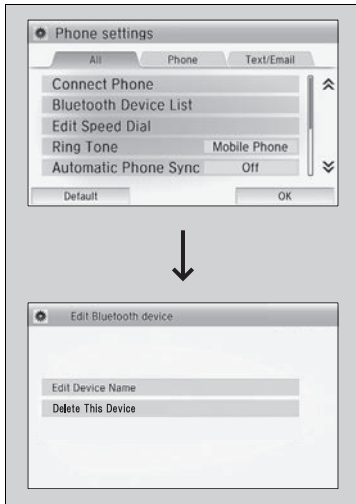 Phone settings
All Phone Text/Email
Connect Phone
Bluetooth Device List
Edit Speed Dial
Ring Tone Mobile Phone
Automatic Phone Sync Off
Default OK
Edit Bluetooth device
Edit Device Name
Delete This Device